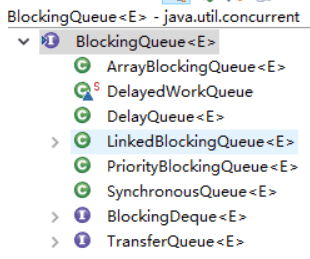 BlockingQueue<E> - java.util.concurrent
BlockingQueue<E>
ArrayBlockingQueue<E>
S DelayedWorkQueue
DelayQueue<E>
LinkedBlockingQueue<E>
PriorityBlockingQueue<E>
SynchronousQueue<E>
BlockingDeque<E>
TransferQueue<E>